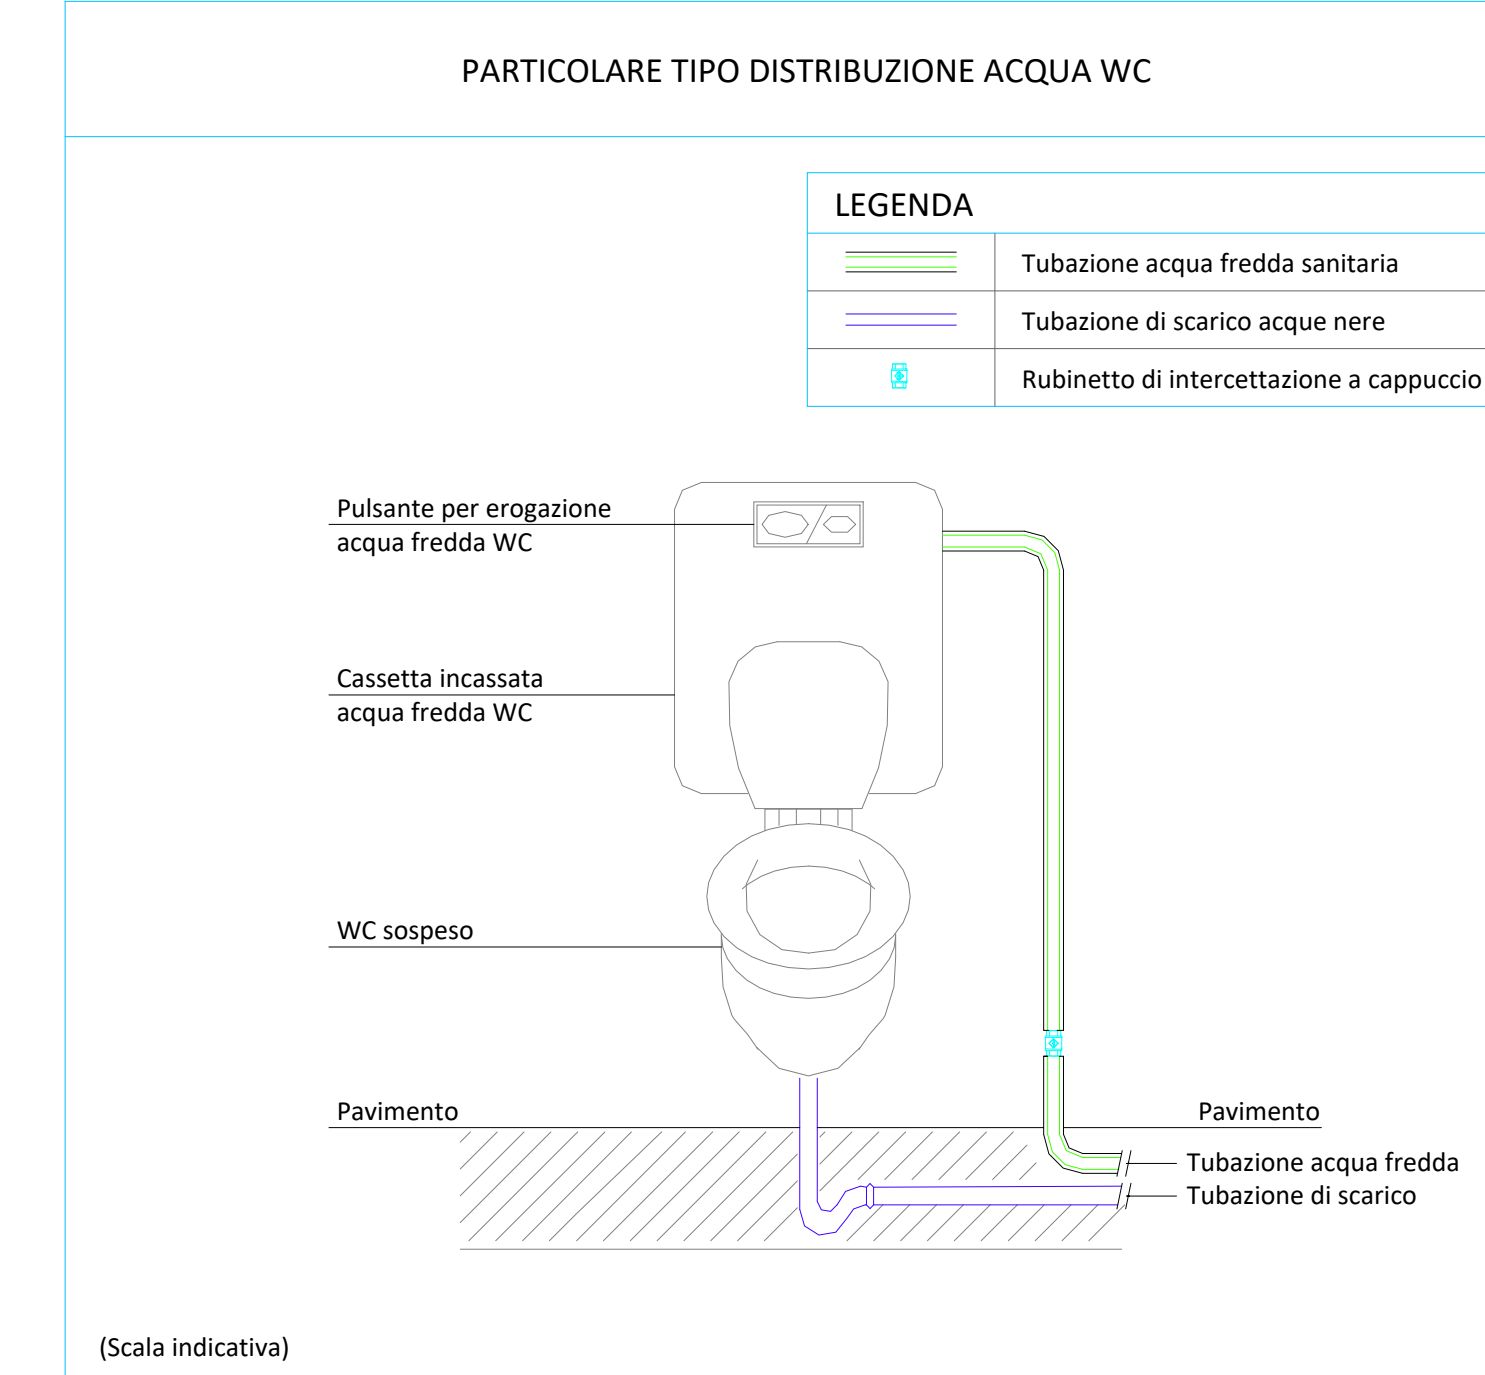 PARTICOLARE TIPO DISTRIBUZIONE ACQUA WC
LEGENDA
Tubazione acqua fredda sanitaria
Tubazione di scarico acque nere
Rubinetto di intercettazione a cappuccio
Pulsante per erogazione
acqua fredda WC
Cassetta incassata
acqua fredda WC
WC sospeso
Pavimento
Pavimento
Tubazione acqua fredda
Tubazione di scarico
(Scala indicativa)